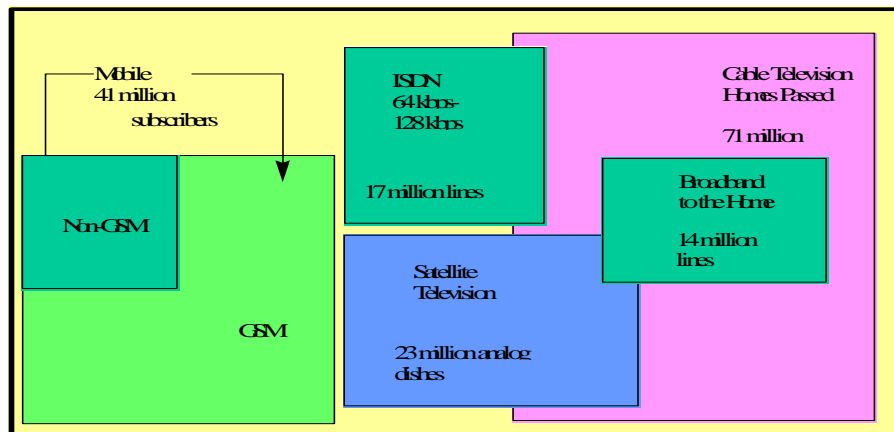 Mobile
41 million
subscribers
Non-GSM
GSM
ISDN
64 kbps-
128 kbps
17 million lines
Cable Television
Homes Passed
71 million
Broadband
to the Home
14 million
lines
Satellite
Television
23 million analog
dishes